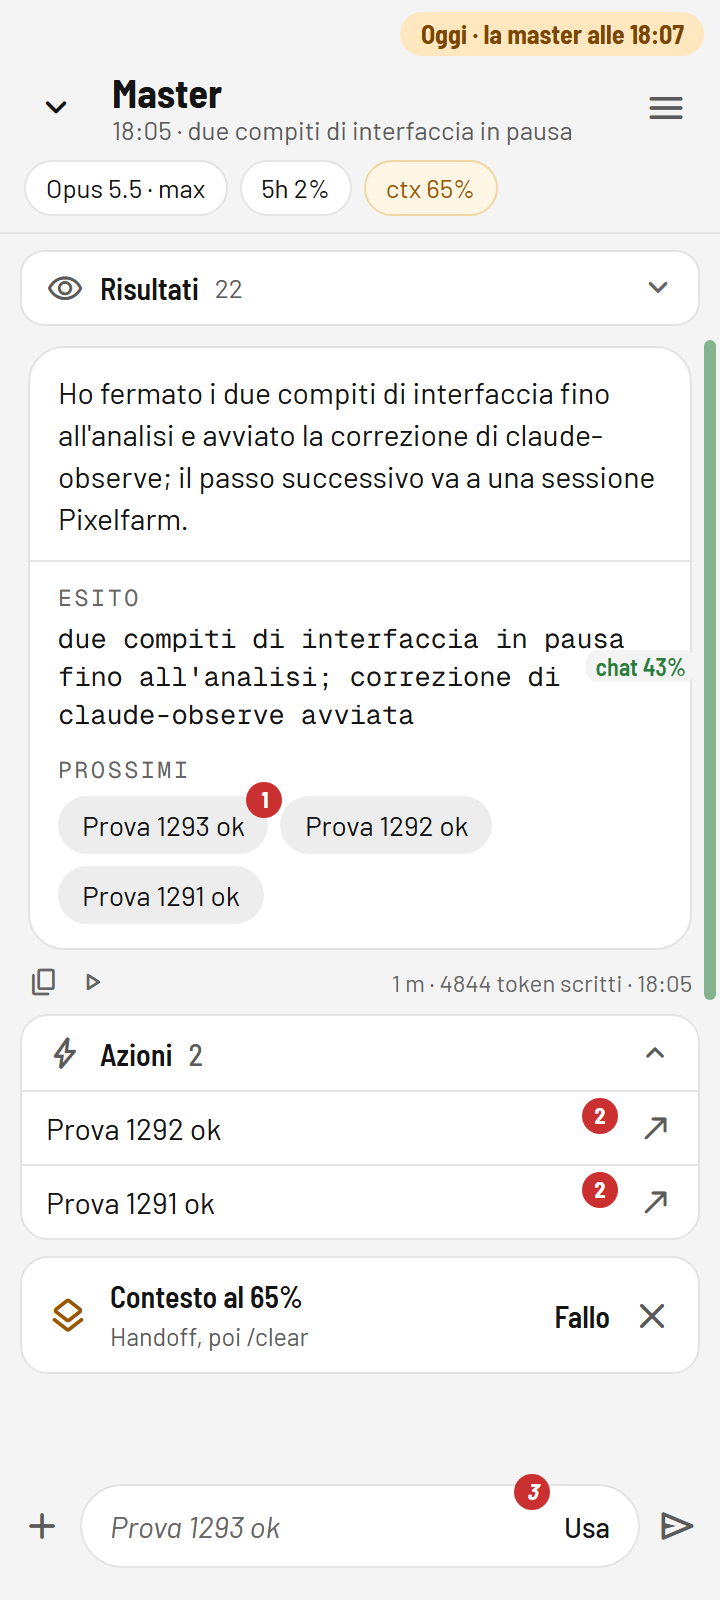 Oggi · la master alle 18:07
Master
18:05 · due compiti di interfaccia in pausa
Opus 5.5 · max
5h 2%
ctx 65%
Risultati 22
Ho fermato i due compiti di interfaccia fino
all'analisi e avviato la correzione di claude-
observe; il passo successivo va a una sessione
Pixelfarm.
ESITO
due compiti di interfaccia in pausa
fino all'analisi; correzione di
chat 43%
claude-observe avviata
PROSSIMI
1
Prova 1293 ok
Prova 1292 ok
Prova 1291 ok
1 m · 4844 token scritti · 18:05
Azioni 2
Prova 1292 ok
2
Prova 1291 ok
2
Contesto al 65%
Handoff, poi /clear
Fallo
3
Prova 1293 ok
Usa